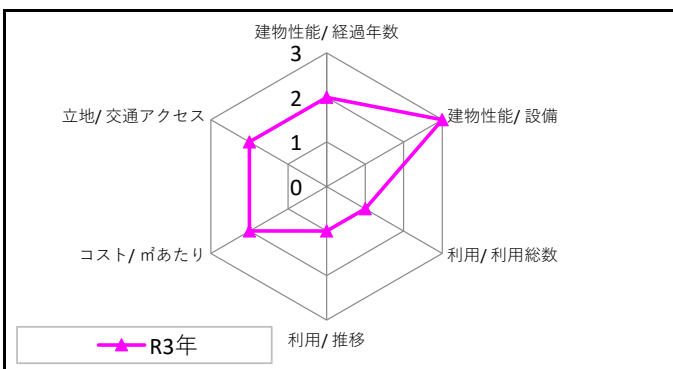 建物性能/ 経過年数
3
立地/ 交通アクセス
2
建物性能/ 設備
1
0
コスト/ ㎡あたり
利用/ 利用総数
利用/ 推移
R3年